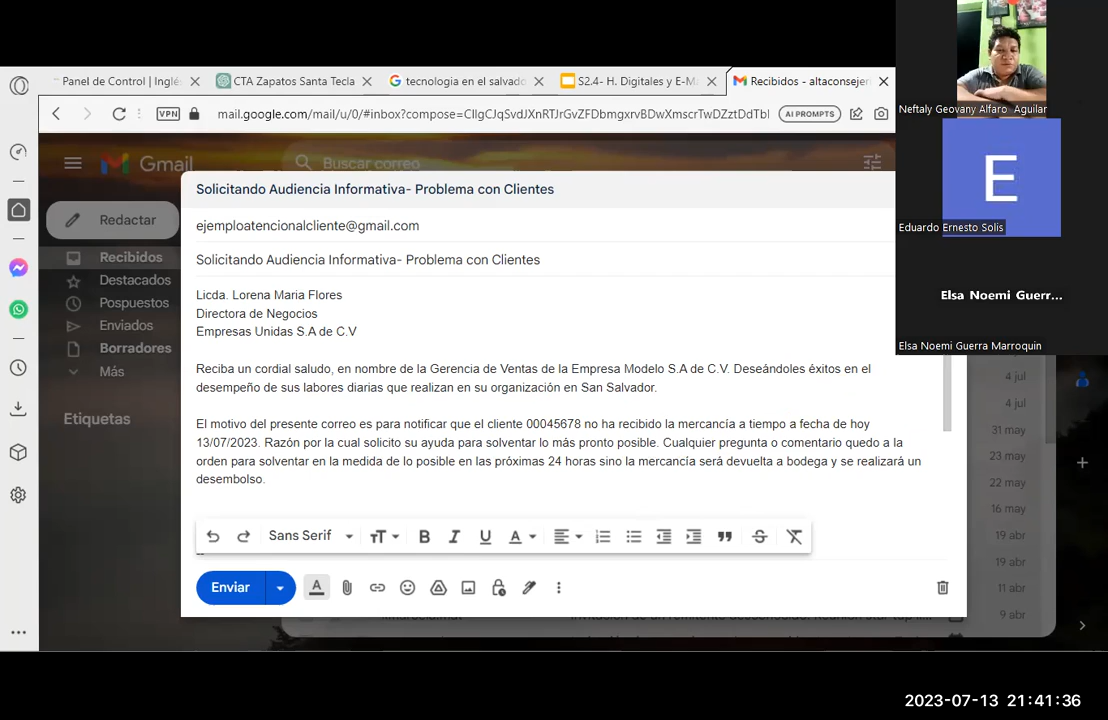 Panel de Control | Inglé
CTA Zapatos Santa Tecla
tecnologia en el salvado
S2.4- H. Digitales y E-Ma
Recibidos - altaconsejer
VPN
mail.google.com/mail/u/0/#inbox?compose=CllgCJqSvdJXnRTJrGvZFDbmgxrvBDwXmscrTwDZztDdTbl
AI PROMPTS
Gmail
Buscar correo
Redactar
Recibidos
Destacados
Pospuestos
Enviados
Borradores
Más
Etiquetas
Solicitando Audiencia Informativa- Problema con Clientes
ejemploatencionalcliente@gmail.com
Solicitando Audiencia Informativa- Problema con Clientes
Licda. Lorena Maria Flores
Directora de Negocios
Empresas Unidas S.A de C.V
Reciba un cordial saludo, en nombre de la Gerencia de Ventas de la Empresa Modelo S.A de C.V. Deseándoles éxitos en el
desempeño de sus labores diarias que realizan en su organización en San Salvador.
El motivo del presente correo es para notificar que el cliente 00045678 no ha recibido la mercancía a tiempo a fecha de hoy
13/07/2023. Razón por la cual solicito su ayuda para solventar lo más pronto posible. Cualquier pregunta o comentario quedo a la
orden para solventar en la medida de lo posible en las próximas 24 horas sino la mercancía será devuelta a bodega y se realizará un
desembolso.
Sans Serif
Enviar
4 jul
4 jul
31 may
23 may
22 may
16 may
19 abr
19 abr
11 abr
9 abr
Neftaly Geovany Alfaro Aguilar
E
Eduardo Ernesto Solis
Elsa Noemi Guerr...
Elsa Noemi Guerra Marroquin
2023-07-13 21:41:36